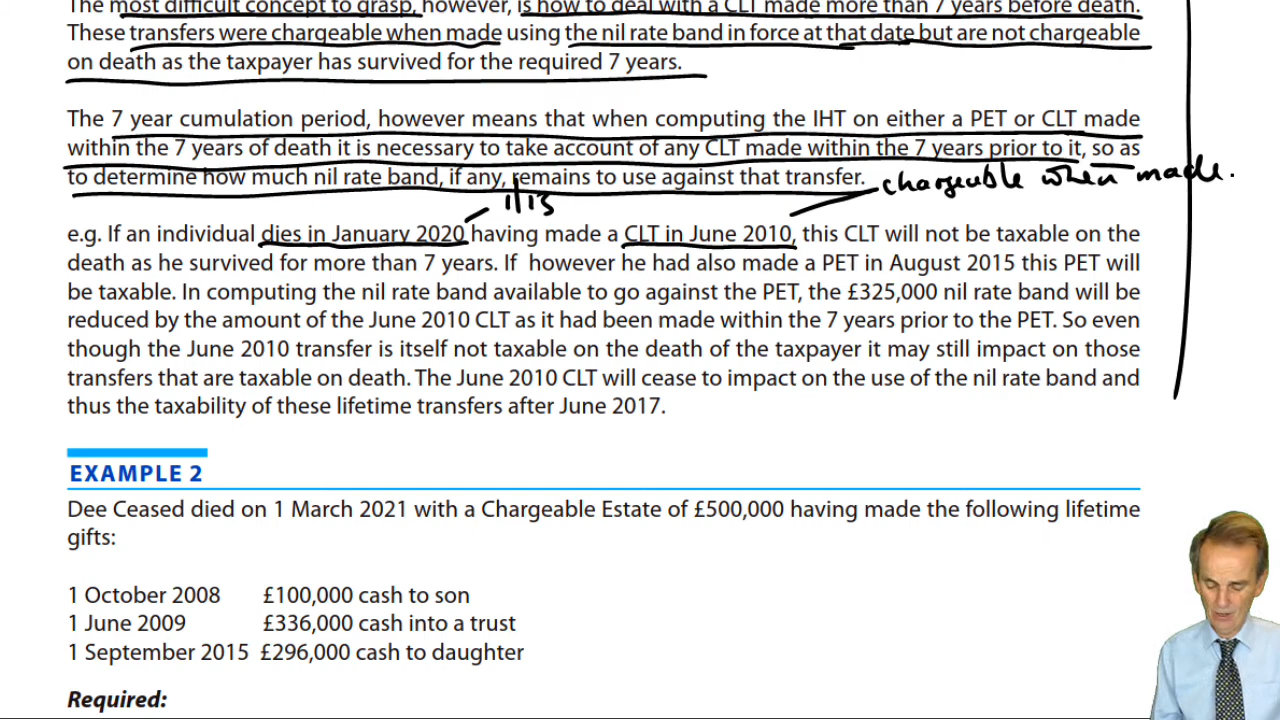 The most difficult concept to grasp, however, is how to deal with a CLT made more than 7 years before death.
These transfers were chargeable when made using the nil rate band in force at that date but are not chargeable
on death as the taxpayer has survived for the required 7 years.
The 7 year cumulation period, however means that when computing the IHT on either a PET or CLT made
within the 7 years of death it is necessary to take account of any CLT made within the 7 years prior to it, so as
to determine how much nil rate band, if any, remains to use against that transfer.
chargeable when made.
1/13
e.g. If an individual dies in January 2020 having made a CLT in June 2010, this CLT will not be taxable on the
death as he survived for more than 7 years. If however he had also made a PET in August 2015 this PET will
be taxable. In computing the nil rate band available to go against the PET, the £325,000 nil rate band will be
reduced by the amount of the June 2010 CLT as it had been made within the 7 years prior to the PET. So even
though the June 2010 transfer is itself not taxable on the death of the taxpayer it may still impact on those
transfers that are taxable on death. The June 2010 CLT will cease to impact on the use of the nil rate band and
thus the taxability of these lifetime transfers after June 2017.
EXAMPLE 2
Dee Ceased died on 1 March 2021 with a Chargeable Estate of £500,000 having made the following lifetime
gifts:
1 October 2008 £100,000 cash to son
1 June 2009 £336,000 cash into a trust
1 September 2015 £296,000 cash to daughter
Required: